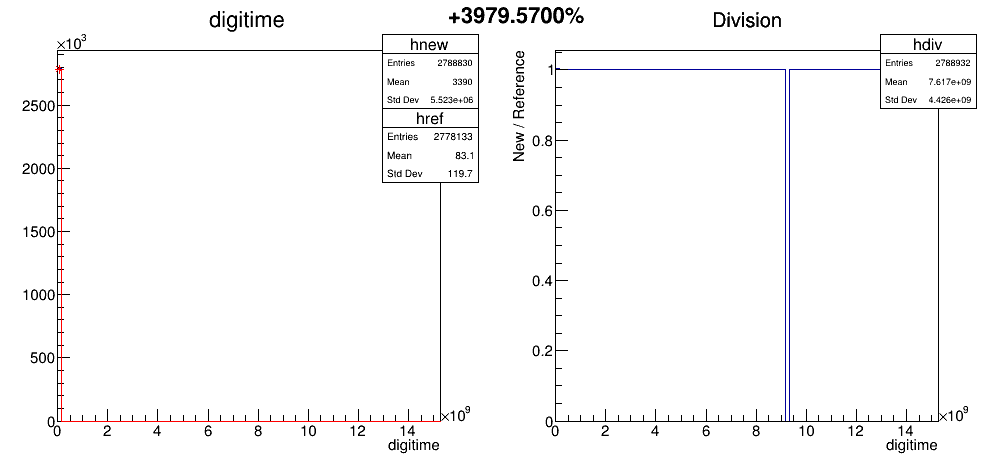 +3979.5700%
digitime
×10³
hnew
Entries 2788830
Mean 3390
Std Dev 5.523e+06
href
Entries 2778133
Mean 83.1
Std Dev 119.7
2500
2000
1500
1000
500
0
0 2 4 6 8 10 12 14
×10⁹
digitime
Division
hdiv
Entries 2788932
Mean 7.617e+09
Std Dev 4.426e+09
New / Reference
1
0.8
0.6
0.4
0.2
0
0 2 4 6 8 10 12 14
×10⁹
digitime